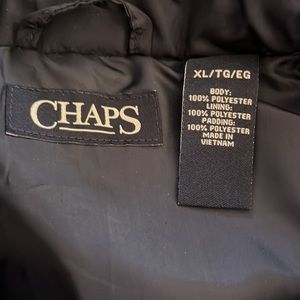 CHAPS
XL/TG/EG
BODY:
100% POLYESTER
LINING:
100% POLYESTER
PADDING:
100% POLYESTER
MADE IN
VIETNAM